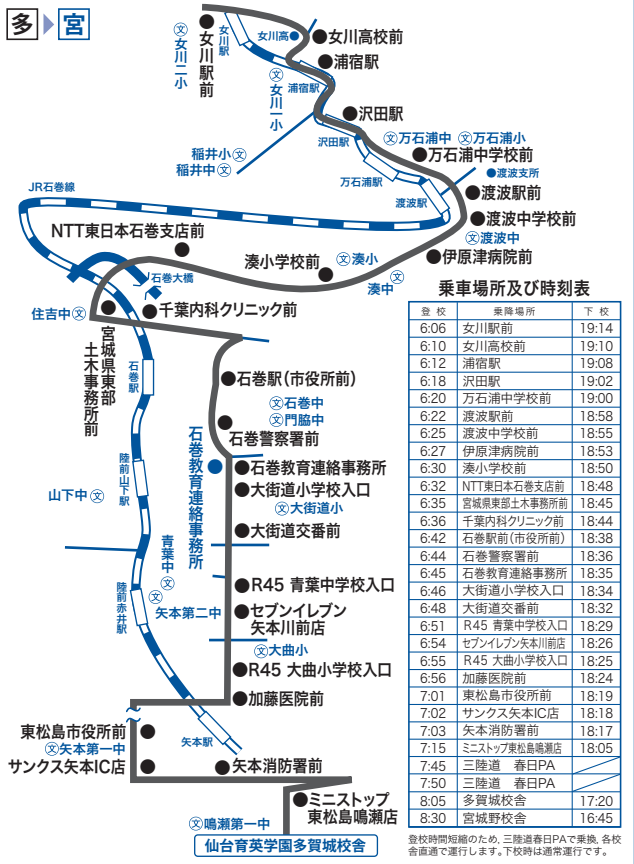 多 宮
女川駅
女川高
女川高校前
文女川二小
女川駅前
浦宿駅
浦宿駅
文女川一小
沢田駅
沢田駅
文万石浦中 文万石浦小
稲井小文
稲井中文
万石浦中学校前
渡波支所
万石浦駅
渡波駅
渡波駅前
JR石巻線
渡波中学校前
文渡波中
NTT東日本石巻支店前
伊原津病院前
湊小学校前
文湊小
湊中文
石巻大橋
住吉中文
千葉内科クリニック前
宮城県東部
土木事務所前
石巻駅
石巻駅(市役所前)
文石巻中
文門脇中
石巻警察署前
石巻教育連絡事務所
石巻教育連絡事務所
大街道小学校入口
文大街道小
陸前山下駅
山下中文
大街道交番前
青葉中文
R45 青葉中学校入口
陸前赤井駅
文矢本第二中
セブンイレブン
矢本川前店
文大曲小
R45 大曲小学校入口
加藤医院前
東松島市役所前
文矢本第一中
矢本駅
サンクス矢本IC店
矢本消防署前
ミニストップ
東松島鳴瀬店
文鳴瀬第一中
仙台育英学園多賀城校舎
乗車場所及び時刻表
登校 乗降場所 下校
6:06 女川駅前 19:14
6:10 女川高校前 19:10
6:12 浦宿駅 19:08
6:18 沢田駅 19:02
6:20 万石浦中学校前 19:00
6:22 渡波駅前 18:58
6:25 渡波中学校前 18:55
6:27 伊原津病院前 18:53
6:30 湊小学校前 18:50
6:32 NTT東日本石巻支店前 18:48
6:35 宮城県東部土木事務所前 18:45
6:36 千葉内科クリニック前 18:44
6:42 石巻駅前(市役所前) 18:38
6:44 石巻警察署前 18:36
6:45 石巻教育連絡事務所 18:35
6:46 大街道小学校入口 18:34
6:48 大街道交番前 18:32
6:51 R45 青葉中学校入口 18:29
6:54 セブンイレブン矢本川前店 18:26
6:55 R45 大曲小学校入口 18:25
6:56 加藤医院前 18:24
7:01 東松島市役所前 18:19
7:02 サンクス矢本IC店 18:18
7:03 矢本消防署前 18:17
7:15 ミニストップ東松島鳴瀬店 18:05
7:45 三陸道 春日PA
7:50 三陸道 春日PA
8:05 多賀城校舎 17:20
8:30 宮城野校舎 16:45
登校時間短縮のため, 三陸道春日PAで乗換, 各校
舎直通で運行します。下校時は通常運行です。